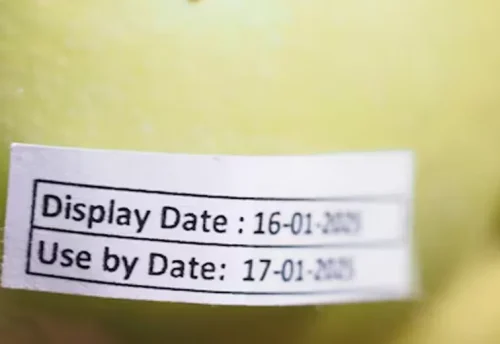 Display Date : 16-01-2025
Use by Date: 17-01-2025